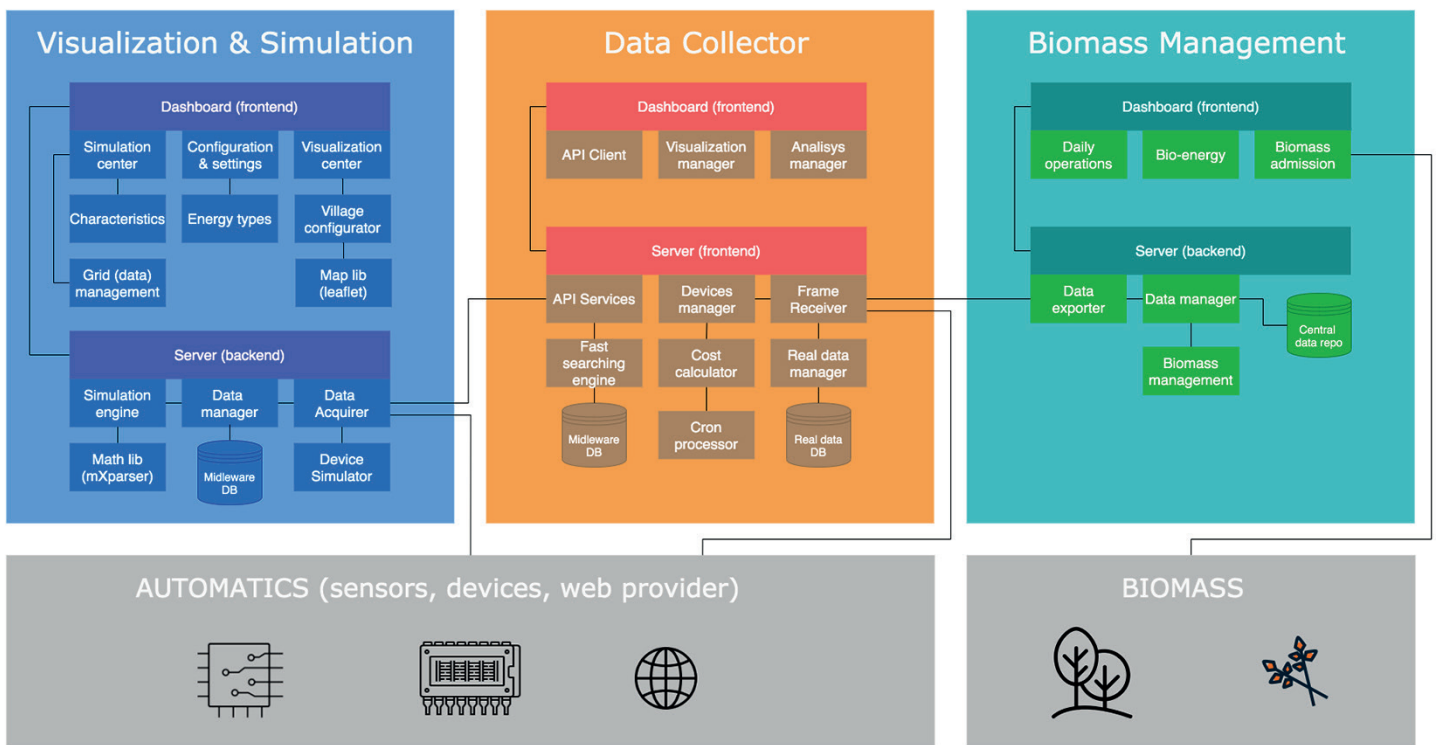 Visualization & Simulation
Dashboard (frontend)
Simulation
center
Configuration
& settings
Visualization
center
Characteristics
Energy types
Village
configurator
Grid (data)
management
Map lib
(leaflet)
Server (backend)
Simulation
engine
Data
manager
Data
Acquirer
Math lib
(mXparser)
Midleware
DB
Device
Simulator
Data Collector
Dashboard (frontend)
API Client
Visualization
manager
Analisys
manager
Server (frontend)
API Services
Devices
manager
Frame
Receiver
Fast
searching
engine
Cost
calculator
Real data
manager
Midleware
DB
Cron
processor
Real data
DB
Biomass Management
Dashboard (frontend)
Daily
operations
Bio-energy
Biomass
admission
Server (backend)
Data
exporter
Data manager
Central
data repo
Biomass
management
AUTOMATICS (sensors, devices, web provider)
BIOMASS